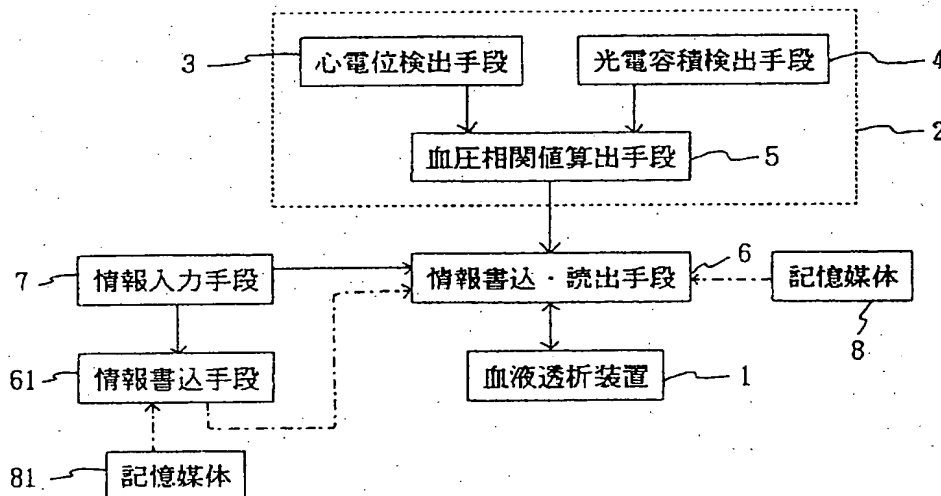 3 心電位検出手段 光電容積検出手段 4
2
血圧相関値算出手段 5
7 情報入力手段 情報書込・読出手段 6 記憶媒体
8
61 情報書込手段 血液透析装置 1
81 記憶媒体